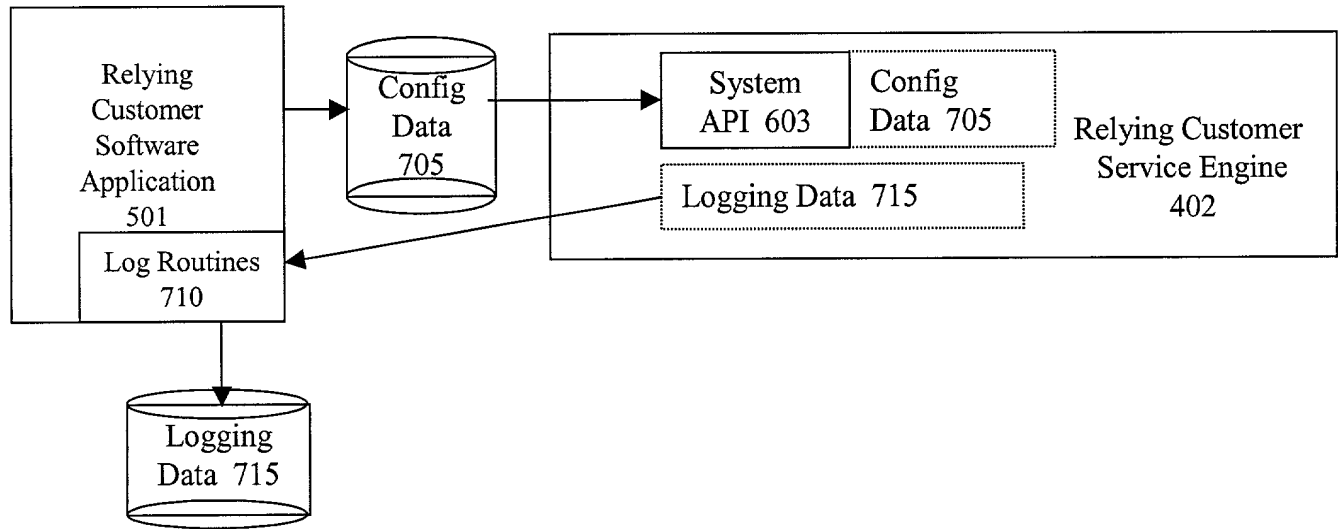 Relying
Customer
Software
Application
501
Log Routines
710
Config
Data
705
System
API 603
Config
Data 705
Logging Data 715
Relying Customer
Service Engine
402
Logging
Data 715